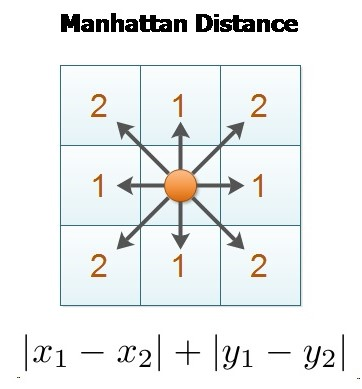 Manhattan Distance
2 1 2
1 1
2 1 2
|x₁ − x₂| + |y₁ − y₂|